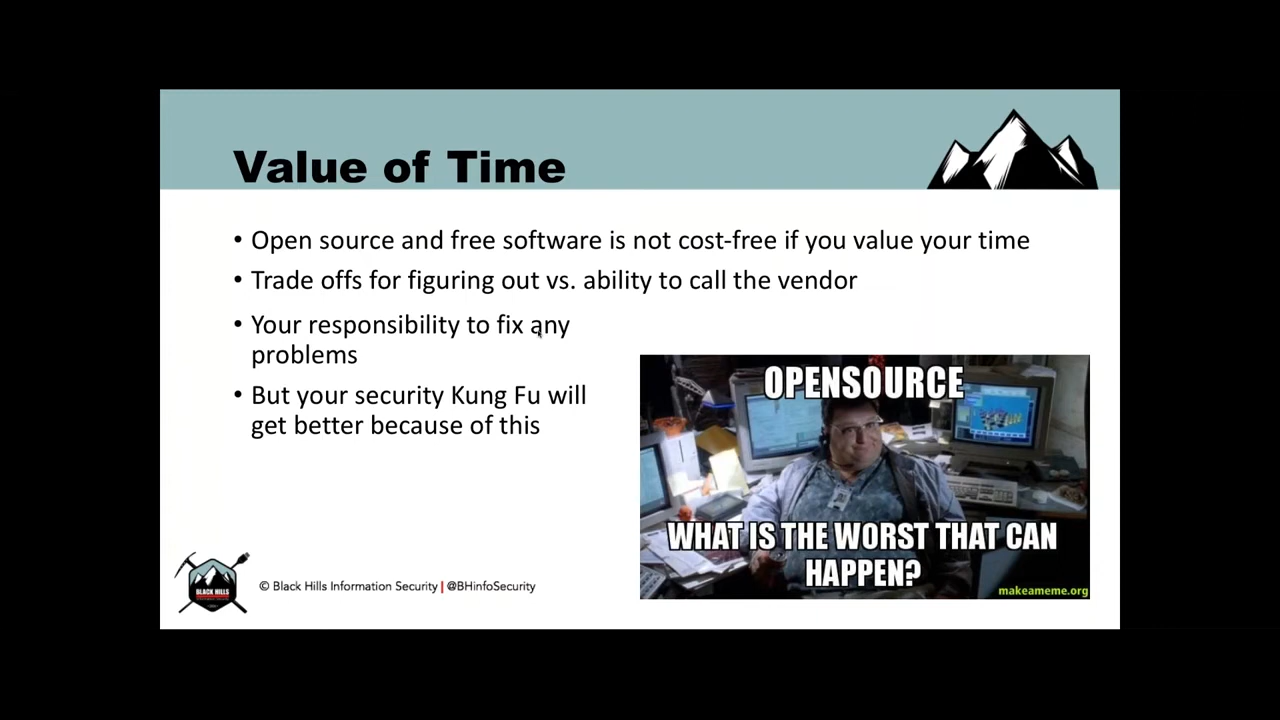 Value of Time
• Open source and free software is not cost-free if you value your time
• Trade offs for figuring out vs. ability to call the vendor
• Your responsibility to fix any
problems
• But your security Kung Fu will
get better because of this
OPENSOURCE
WHAT IS THE WORST THAT CAN
HAPPEN?
makeameme.org
BLACK HILLS
© Black Hills Information Security | @BHinfoSecurity